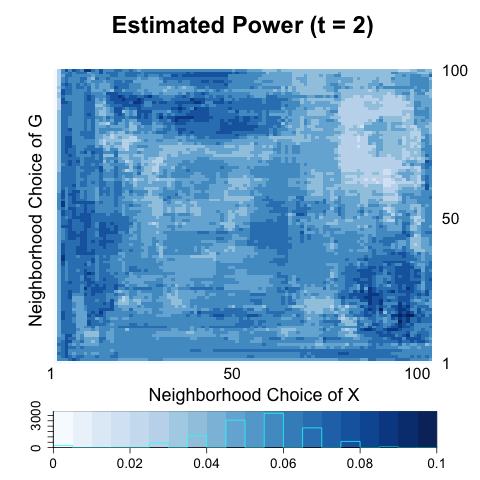 Estimated Power (t = 2)
Neighborhood Choice of G
100
50
1
1 50 100
Neighborhood Choice of X
0 3000
0 0.02 0.04 0.06 0.08 0.1